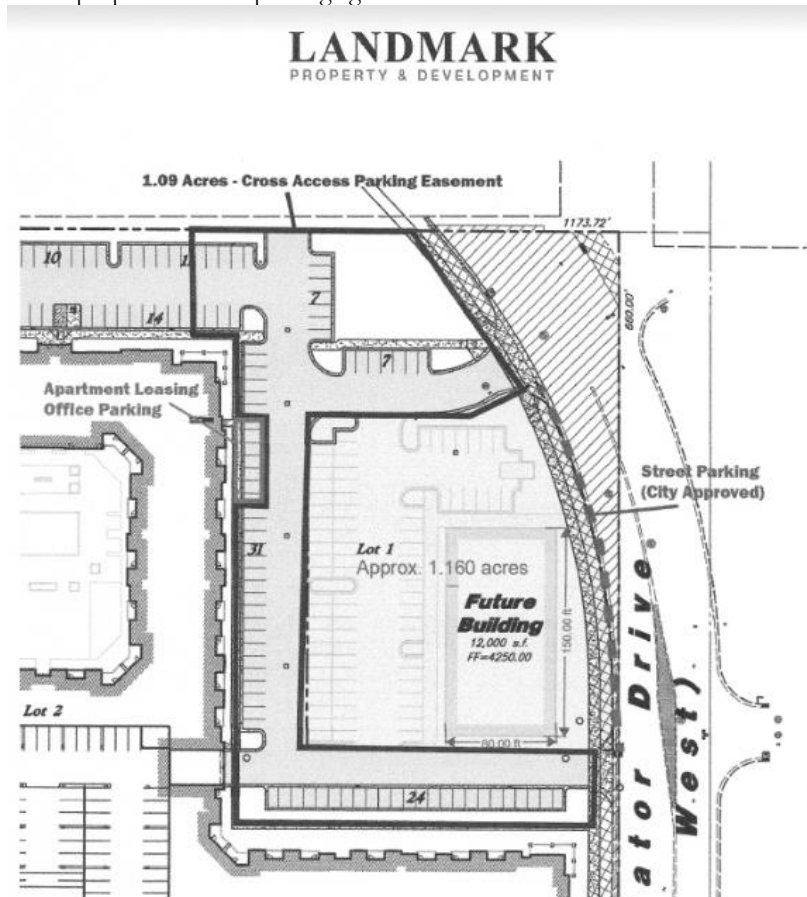 LANDMARK
PROPERTY & DEVELOPMENT
1.09 Acres - Cross Access Parking Easement
1173.72'
10
11
7
660.00'
14
7
Apartment Leasing
Office Parking
Street Parking
(City Approved)
31
Lot 1
Approx. 1.160 acres
Future
Building
12,000 s.f.
FF=4250.00
150.00 ft
80.00 ft
Lot 2
24
ator Drive
West)